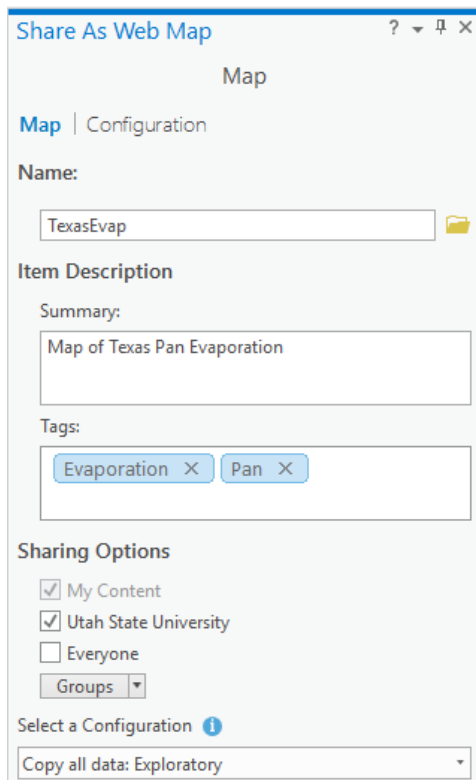 Share As Web Map ?
Map
Map | Configuration
Name:
TexasEvap
Item Description
Summary:
Map of Texas Pan Evaporation
Tags:
Evaporation × Pan ×
Sharing Options
My Content
Utah State University
Everyone
Groups
Select a Configuration
Copy all data: Exploratory